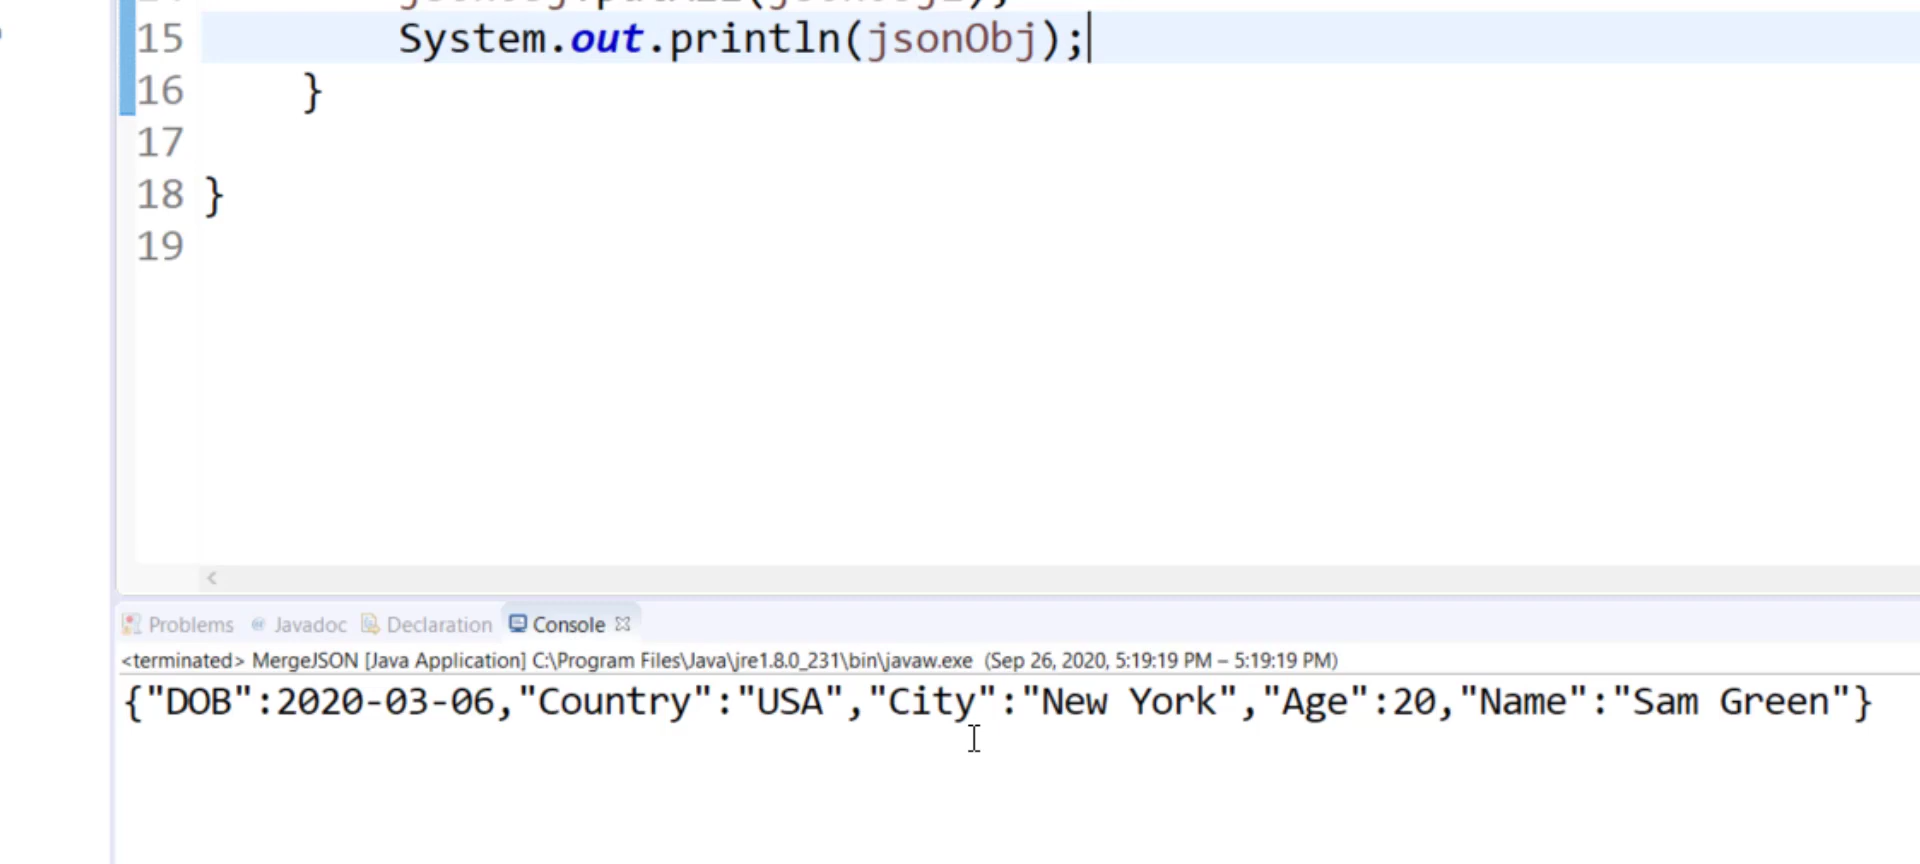 15 System.out.println(jsonObj);
16 }
17
18 }
19
Problems Javadoc Declaration Console
<terminated> MergeJSON [Java Application] C:\Program Files\Java\jre1.8.0_231\bin\javaw.exe (Sep 26, 2020, 5:19:19 PM – 5:19:19 PM)
{"DOB":2020-03-06,"Country":"USA","City":"New York","Age":20,"Name":"Sam Green"}